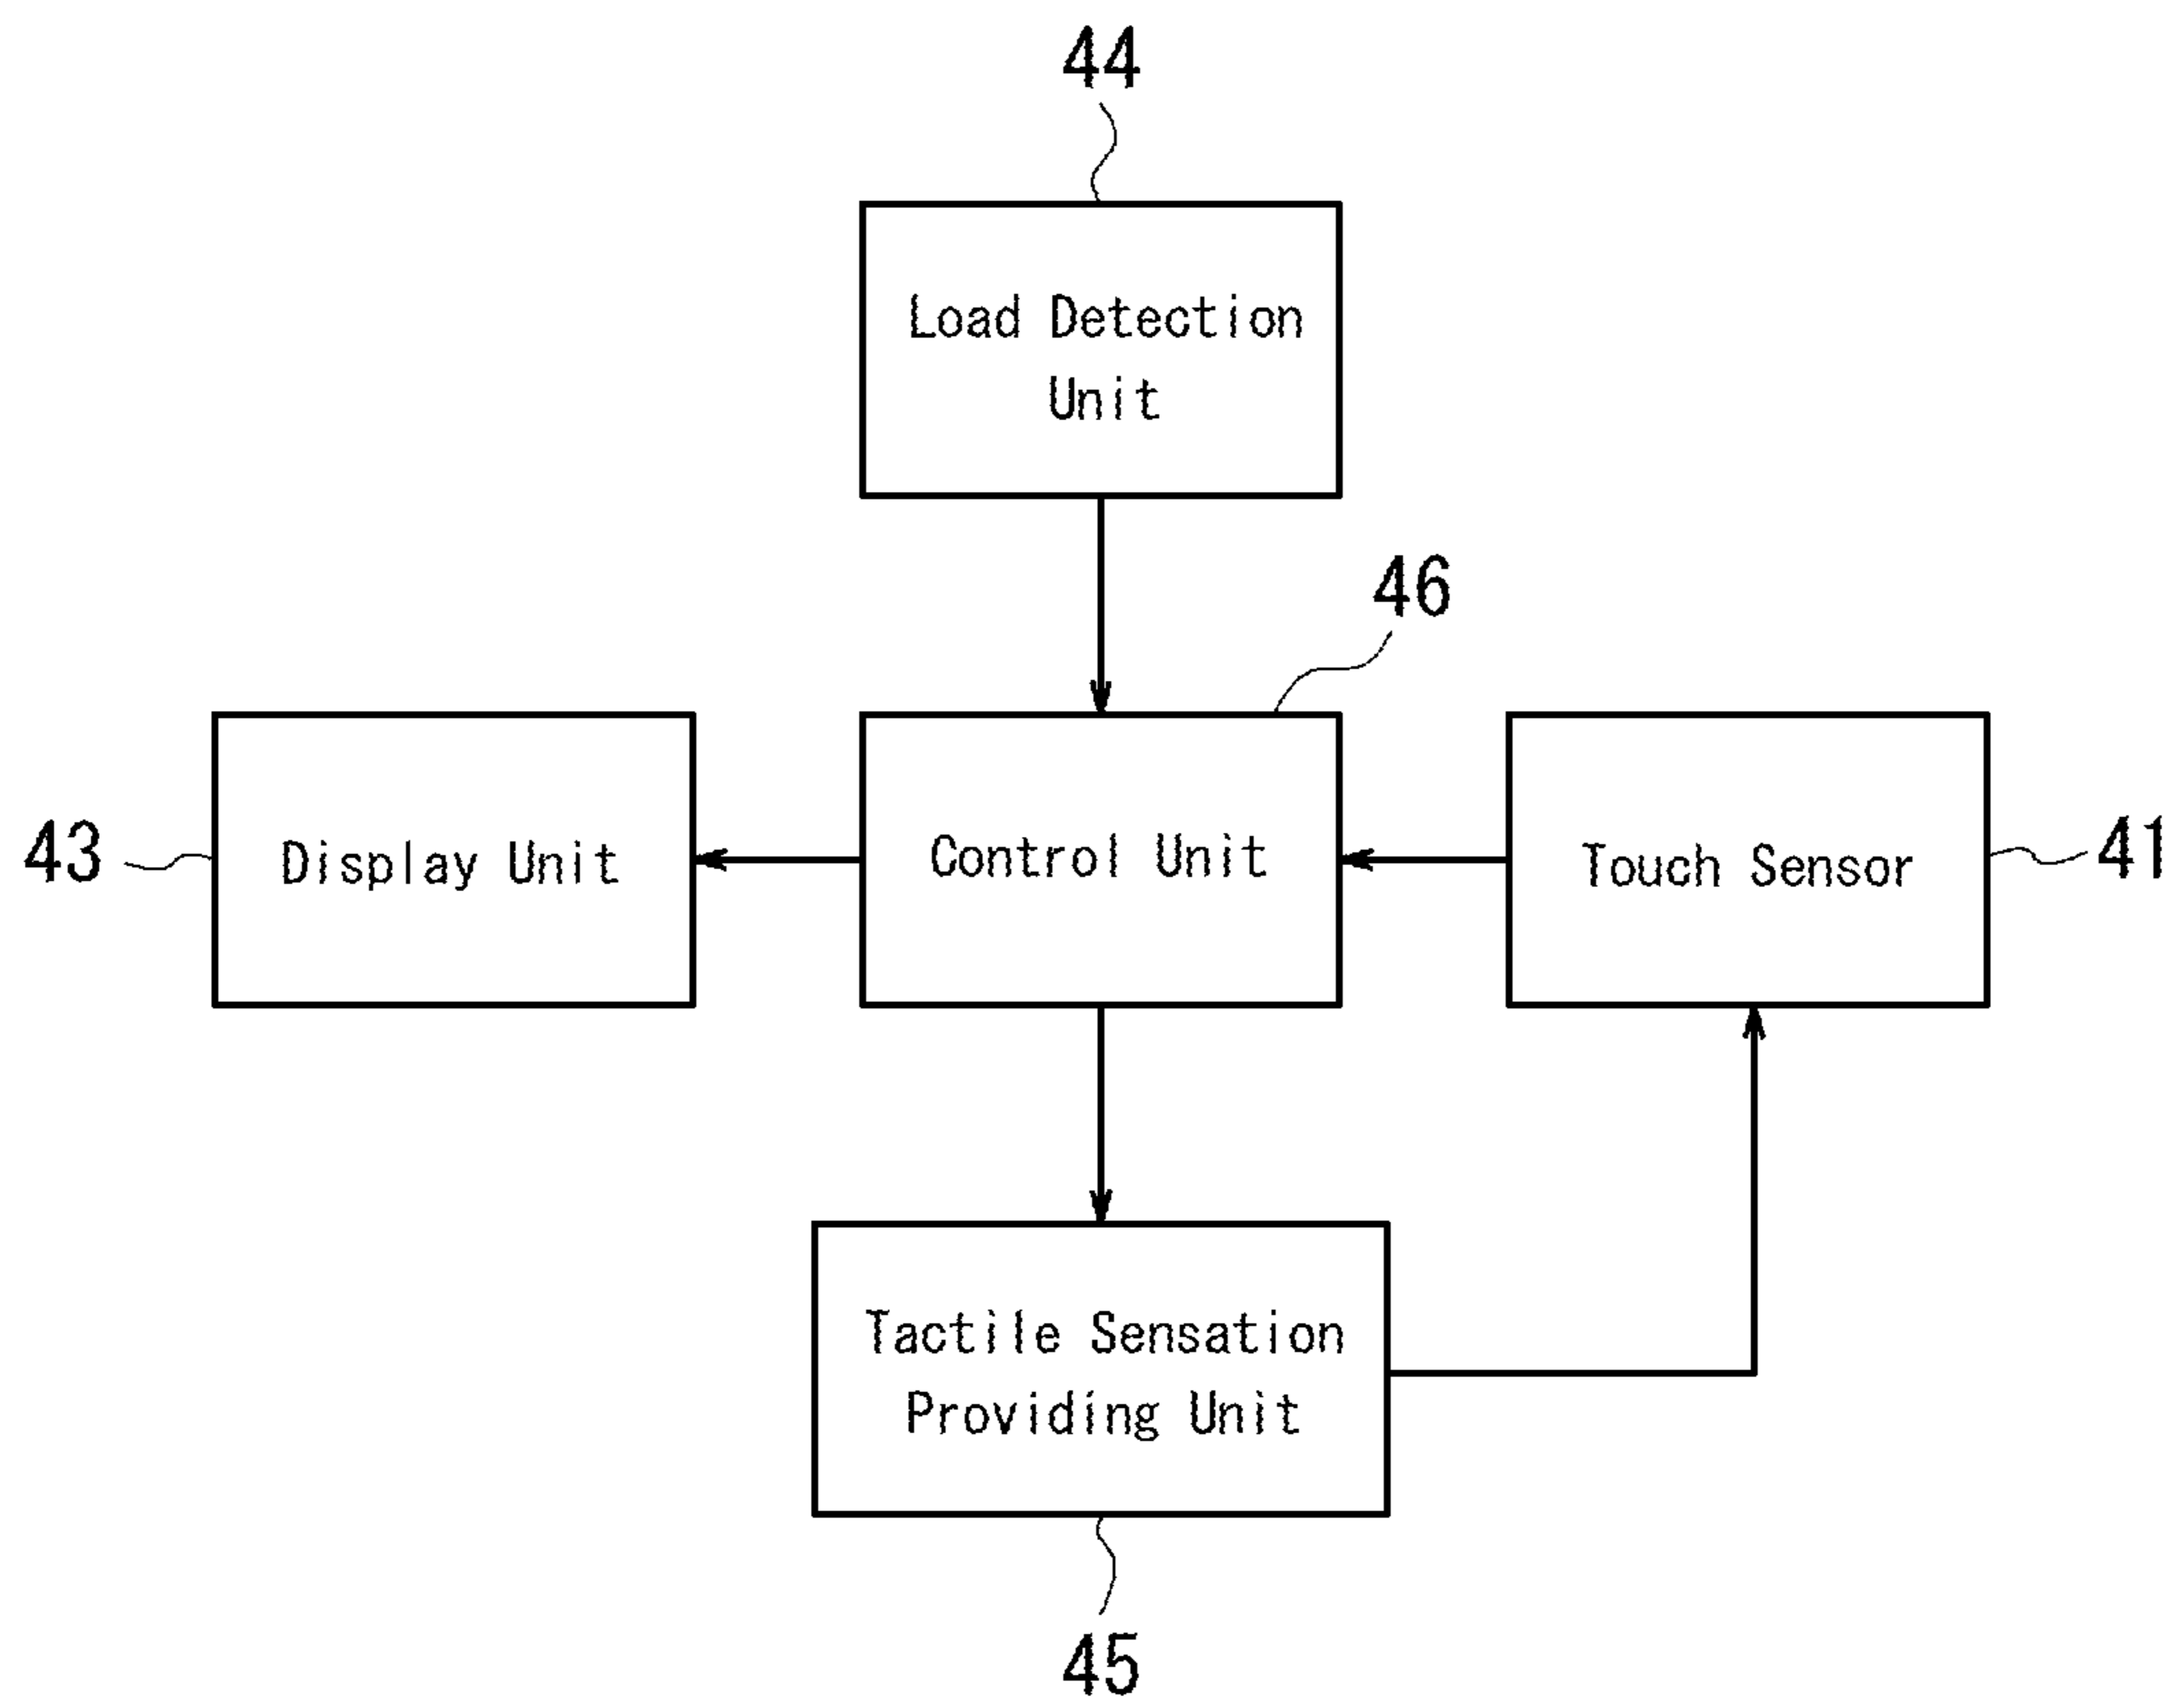 44
Load Detection
Unit
46
43
Display Unit
Control Unit
Touch Sensor
41
Tactile Sensation
Providing Unit
45